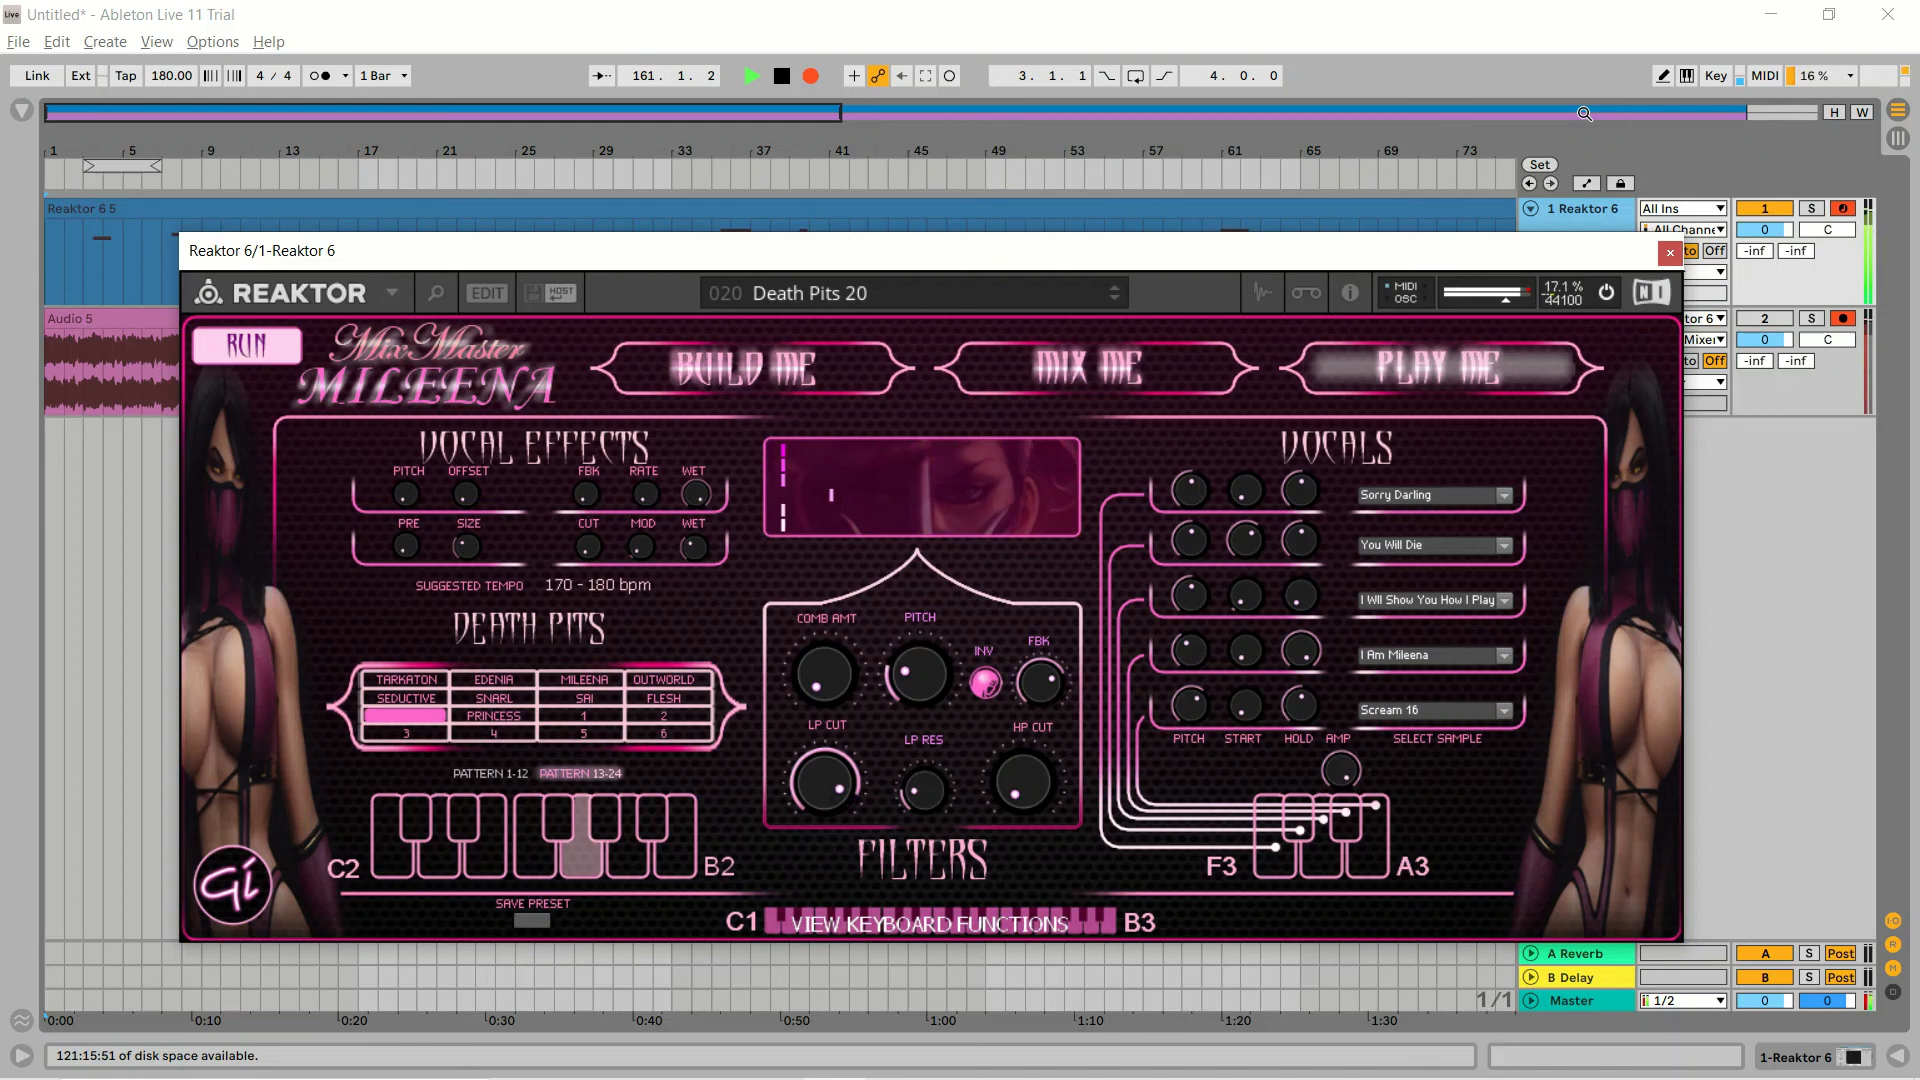 Live Untitled* - Ableton Live 11 Trial
File Edit Create View Options Help
Link Ext Tap 180.00 4 / 4 1 Bar 161. 1. 2 3. 1. 1 4. 0. 0 Key MIDI 16 %
H W
1 5 9 13 17 21 25 29 33 37 41 45 49 53 57 61 65 69 73
Set
Reaktor 6 5
1 Reaktor 6 All Ins 1 S
0 C
Off -inf -inf
Reaktor 6/1-Reaktor 6
REAKTOR EDIT HOST 020 Death Pits 20 MIDI OSC 17.1 % 44100 NI
Audio 5
2 S
0 C
Off -inf -inf
RUN
MixMaster
MILEENA
BUILD ME MIX ME PLAY ME
VOCAL EFFECTS
PITCH OFFSET FBK RATE WET
PRE SIZE CUT MOD WET
SUGGESTED TEMPO 170 - 180 bpm
DEATH PITS
TARKATON EDENIA MILEENA OUTWORLD
SEDUCTIVE SNARL SAI FLESH
PRINCESS 1 2
3 4 5 6
PATTERN 1-12 PATTERN 13-24
C2 B2
COMB AMT PITCH INV FBK
LP CUT LP RES HP CUT
FILTERS
VOCALS
Sorry Darling
You Will Die
I WIll Show You How I Play
I Am Mileena
Scream 16
PITCH START HOLD AMP SELECT SAMPLE
F3 A3
Gi
SAVE PRESET
C1 VIEW KEYBOARD FUNCTIONS B3
A Reverb A S Post
B Delay B S Post
1/1 Master 1/2 0 0
0:00 0:10 0:20 0:30 0:40 0:50 1:00 1:10 1:20 1:30
121:15:51 of disk space available.
1-Reaktor 6